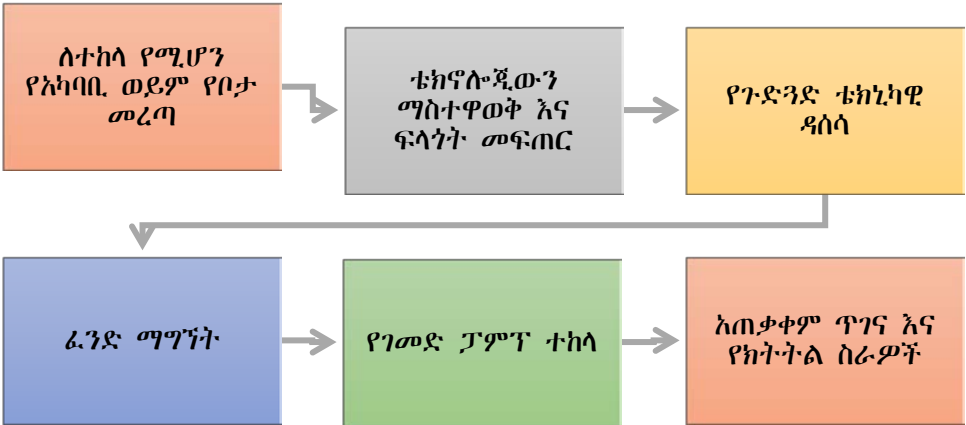 ለተከላ የሚሆን
የአካባቢ ወይም የቦታ
መረጣ
ቴክኖሎጂውን
ማስተዋወቅ እና
ፍላጎት መፍጠር
የጉድጓድ ቴክኒካዊ
ዳሰሳ
ፈንድ ማግኘት
የገመድ ፓምፕ ተከላ
አጠቃቀም ጥገና እና
የክትትል ስራዎች